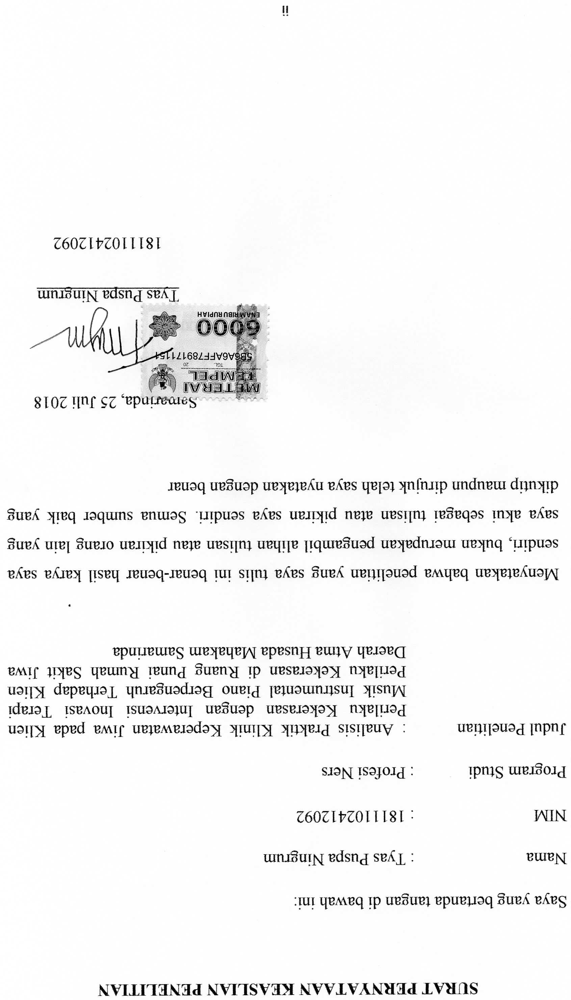 SURAT PERNYATAAN KEASLIAN PENELITIAN
Saya yang bertanda tangan di bawah ini:
Nama : Tyas Puspa Ningrum
NIM : 1811102412092
Program Studi : Profesi Ners
Judul Penelitian : Analisis Praktik Klinik Keperawatan Jiwa pada Klien
Perilaku Kekerasan dengan Intervensi Inovasi Terapi
Musik Instrumental Piano Berpengaruh Terhadap Klien
Perilaku Kekerasan di Ruang Punai Rumah Sakit Jiwa
Daerah Atma Husada Mahakam Samarinda
Menyatakan bahwa penelitian yang saya tulis ini benar-benar hasil karya saya
sendiri, bukan merupakan pengambil alihan tulisan atau pikiran orang lain yang
saya akui sebagai tulisan atau pikiran saya sendiri. Semua sumber baik yang
dikutip maupun dirujuk telah saya nyatakan dengan benar
Samarinda, 25 Juli 2018
METERAI
TEMPEL
TGL. 20
5B6A6AFF789171151
6000
ENAM RIBU RUPIAH
Tyas Puspa Ningrum
1811102412092
ii